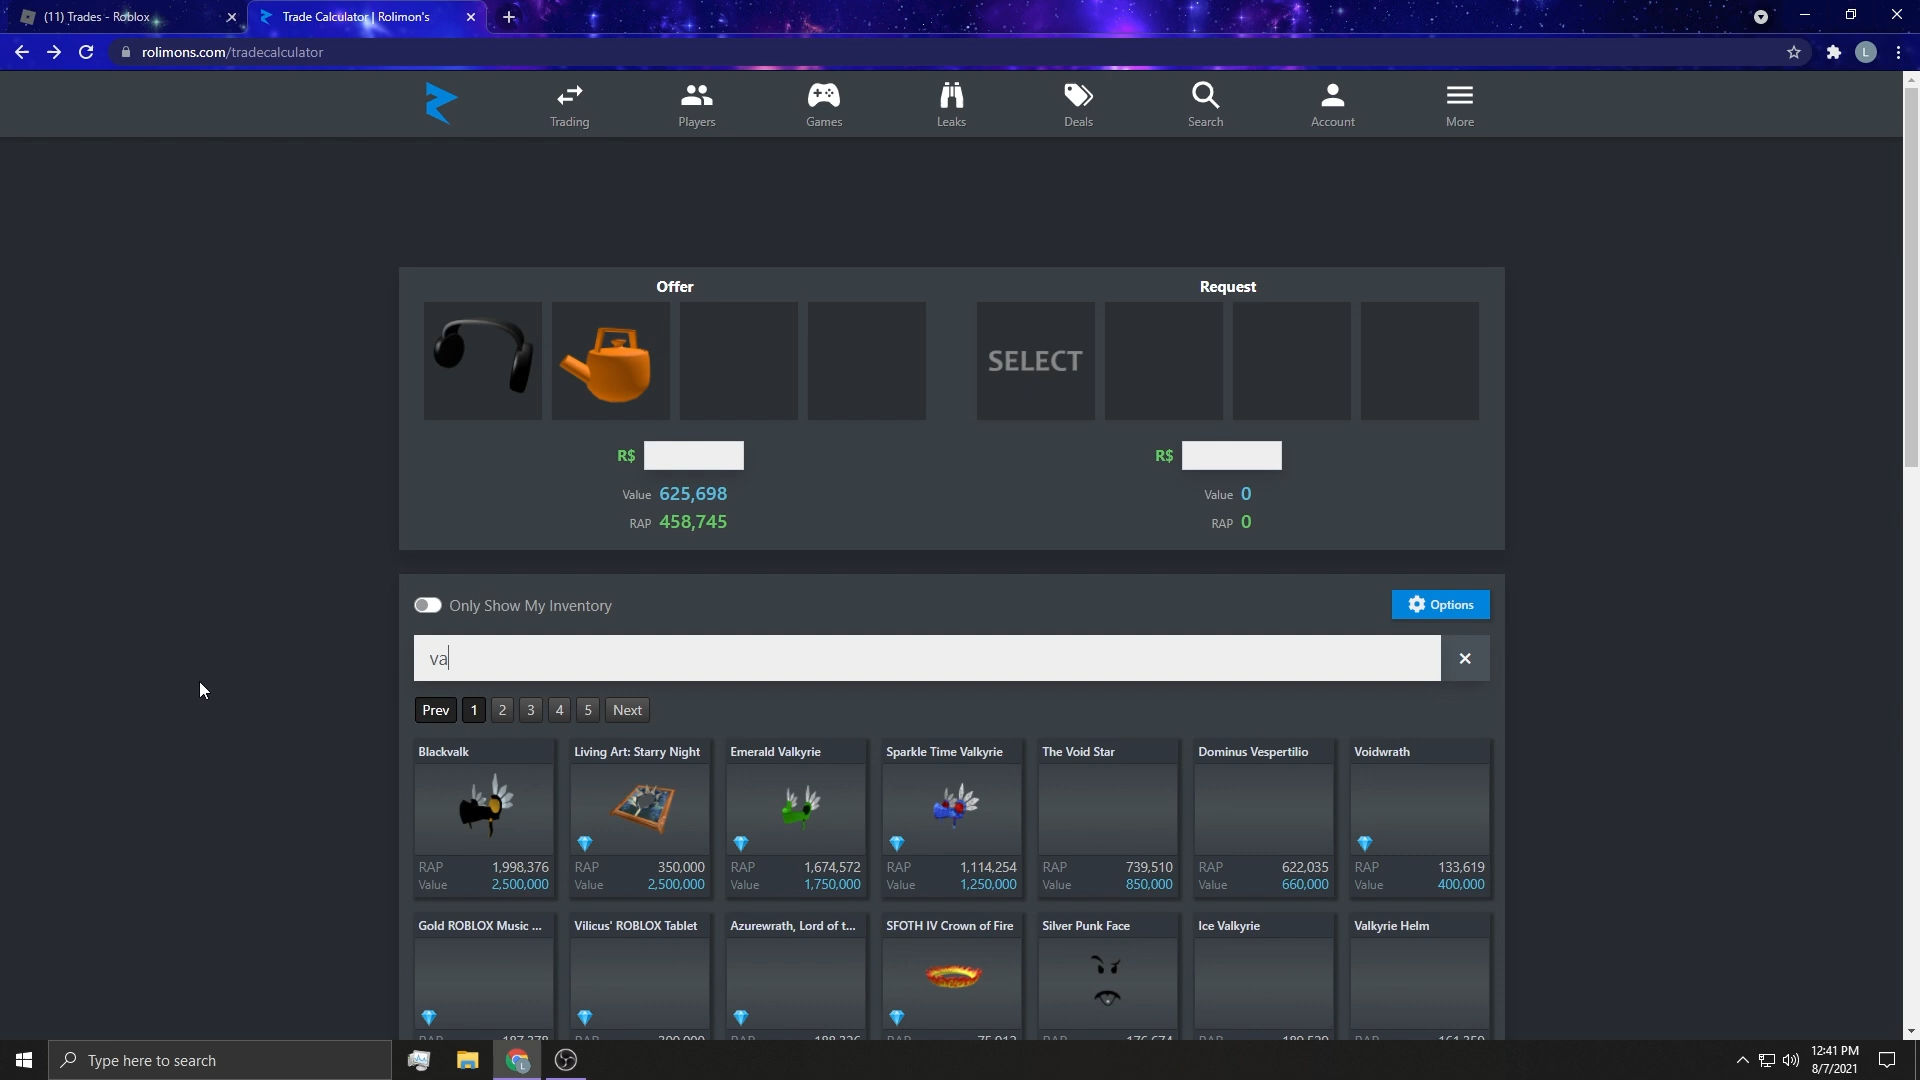 (11) Trades - Roblox
Trade Calculator | Rolimon's
rolimons.com/tradecalculator
L
Trading
Players
Games
Leaks
Deals
Search
Account
More
Offer
Request
SELECT
R$
R$
Value 625,698
Value 0
RAP 458,745
RAP 0
Only Show My Inventory
Options
va
Prev 1 2 3 4 5 Next
Blackvalk
Living Art: Starry Night
Emerald Valkyrie
Sparkle Time Valkyrie
The Void Star
Dominus Vespertilio
Voidwrath
RAP 1,998,376
RAP 350,000
RAP 1,674,572
RAP 1,114,254
RAP 739,510
RAP 622,035
RAP 133,619
Value 2,500,000
Value 2,500,000
Value 1,750,000
Value 1,250,000
Value 850,000
Value 660,000
Value 400,000
Gold ROBLOX Music ...
Vilicus' ROBLOX Tablet
Azurewrath, Lord of t...
SFOTH IV Crown of Fire
Silver Punk Face
Ice Valkyrie
Valkyrie Helm
Type here to search
12:41 PM
8/7/2021